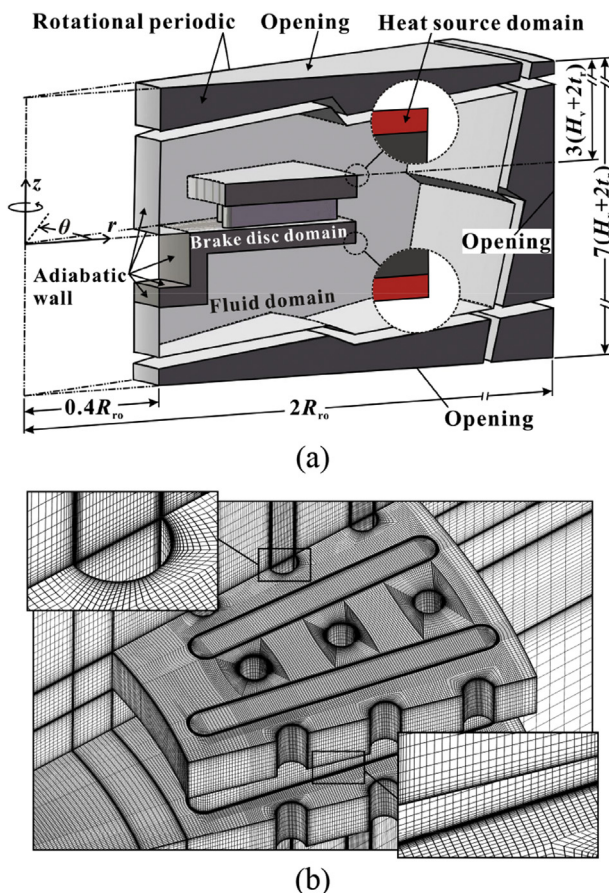 Rotational periodic
Opening
Heat source domain
3(Hv+2tr)
7(Hv+2tr)
z
θ
r
Brake disc domain
Opening
Adiabatic
wall
Fluid domain
0.4Rro
2Rro
Opening
(a)
(b)